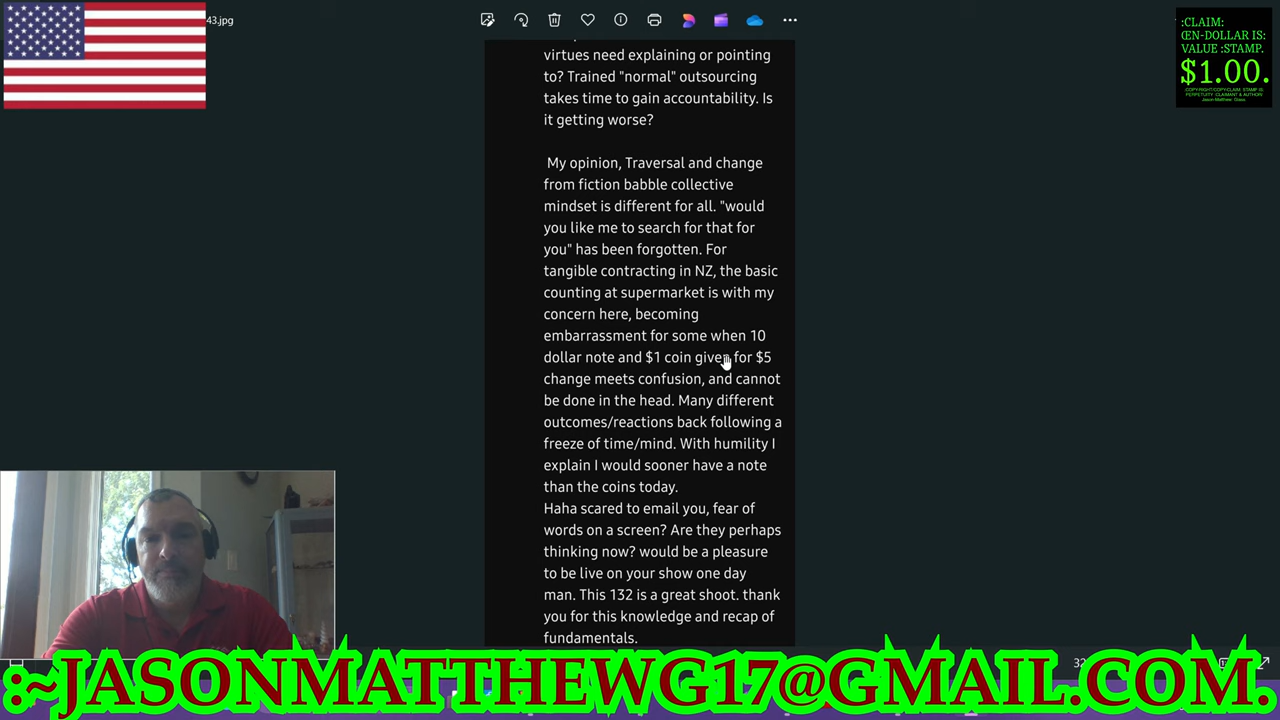 43.jpg
:CLAIM:
ŒN-DOLLAR IS:
VALUE :STAMP.
$1.00.
Jason-Matthew: Glass.
virtues need explaining or pointing
to? Trained "normal" outsourcing
takes time to gain accountability. Is
it getting worse?
My opinion, Traversal and change
from fiction babble collective
mindset is different for all. "would
you like me to search for that for
you" has been forgotten. For
tangible contracting in NZ, the basic
counting at supermarket is with my
concern here, becoming
embarrassment for some when 10
dollar note and $1 coin given for $5
change meets confusion, and cannot
be done in the head. Many different
outcomes/reactions back following a
freeze of time/mind. With humility I
explain I would sooner have a note
than the coins today.
Haha scared to email you, fear of
words on a screen? Are they perhaps
thinking now? would be a pleasure
to be live on your show one day
man. This 132 is a great shoot. thank
you for this knowledge and recap of
fundamentals.
:~JASONMATTHEWG17@GMAIL.COM.